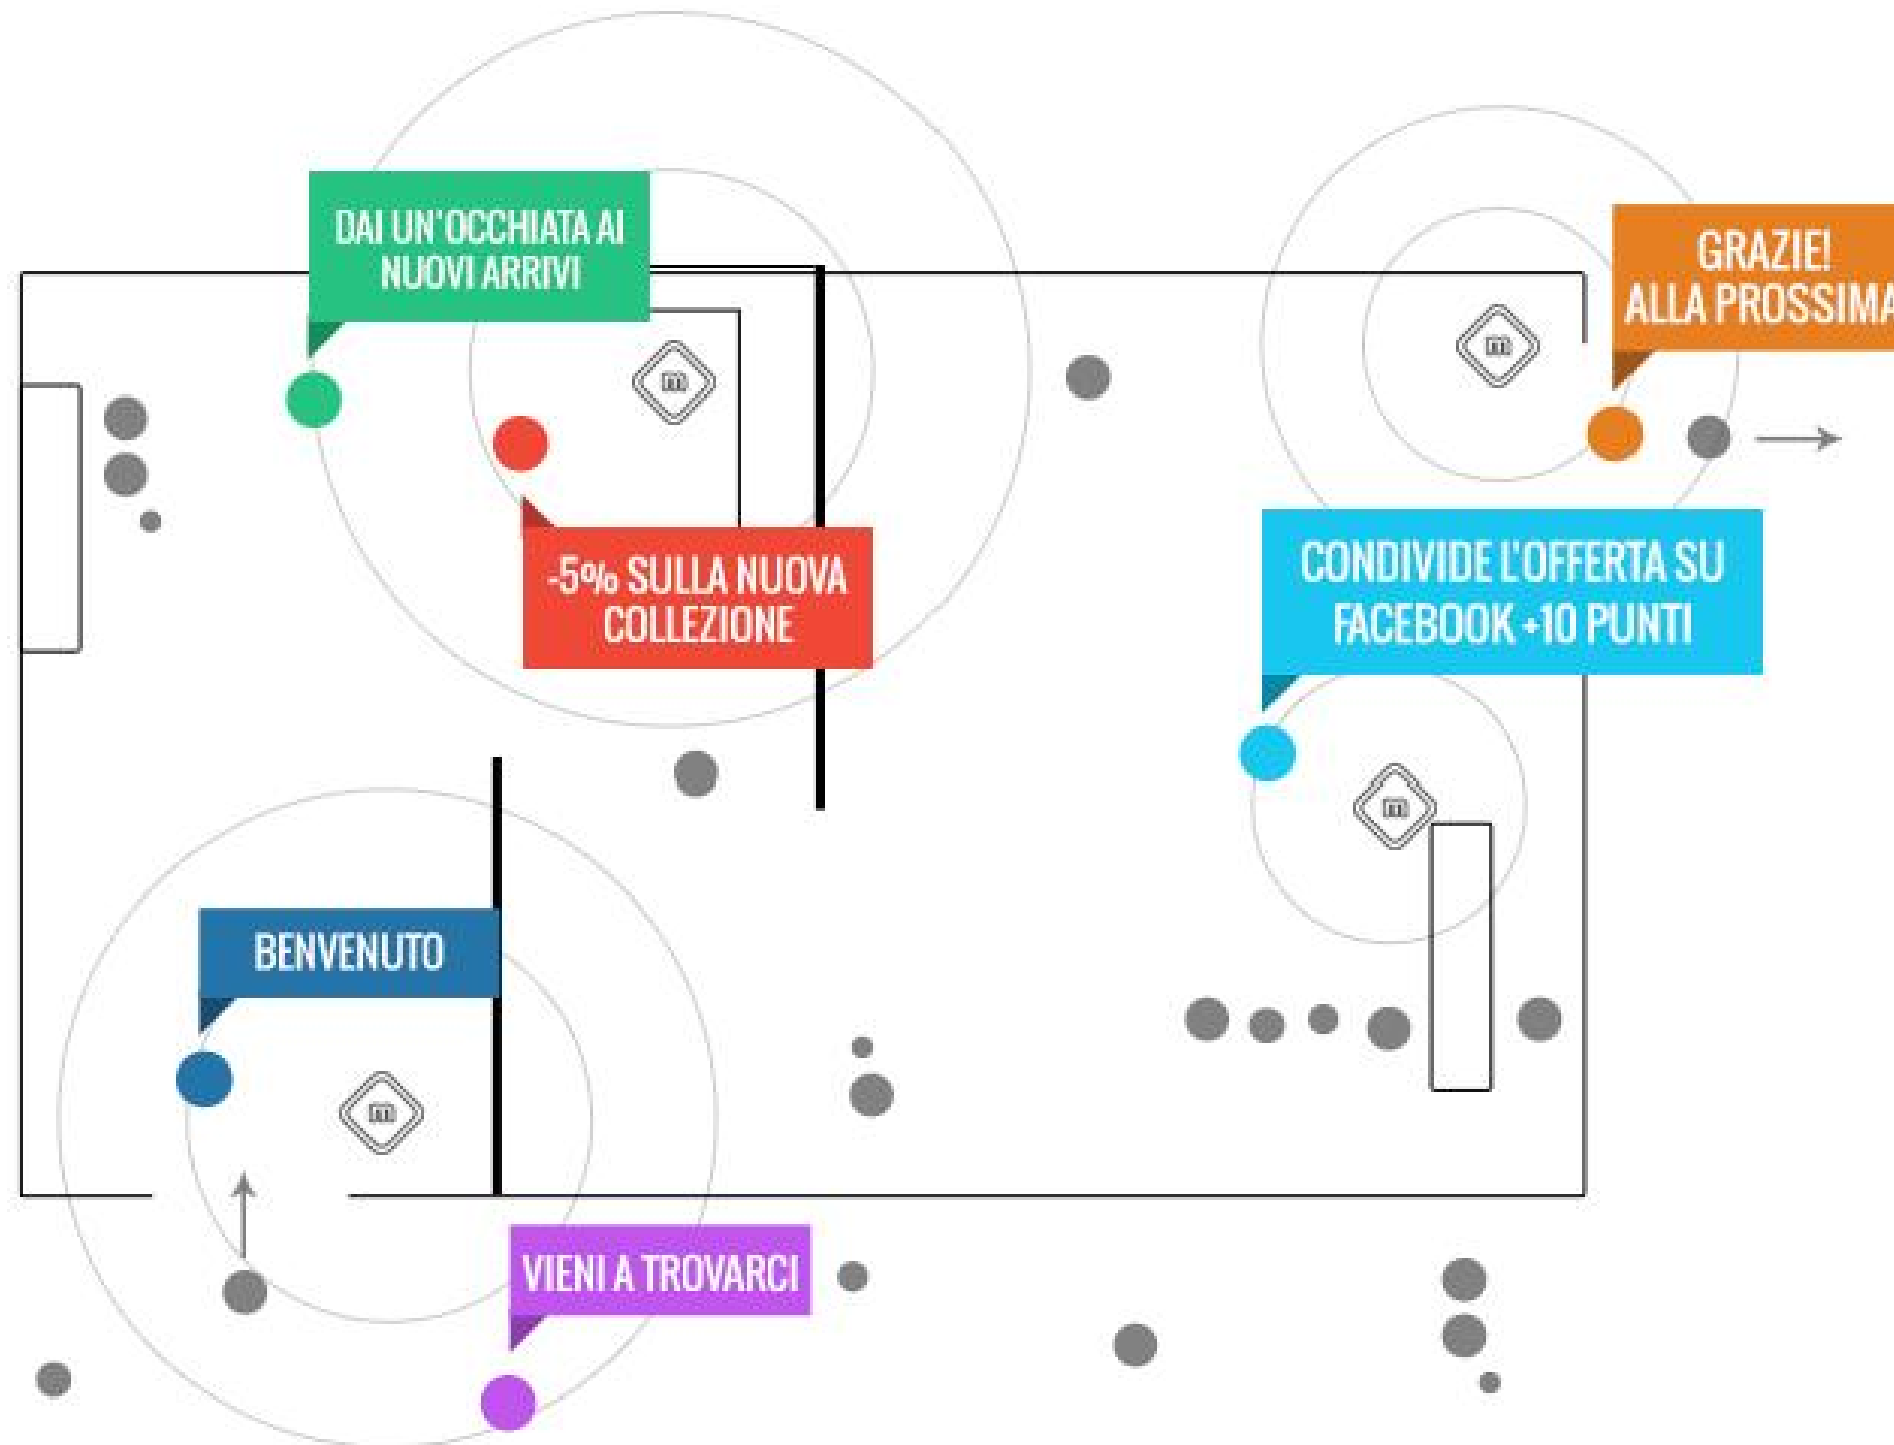 DAI UN'OCCHIATA AI
NUOVI ARRIVI
GRAZIE!
ALLA PROSSIMA
-5% SULLA NUOVA
COLLEZIONE
CONDIVIDE L'OFFERTA SU
FACEBOOK +10 PUNTI
BENVENUTO
VIENI A TROVARCI
m
m
m
m